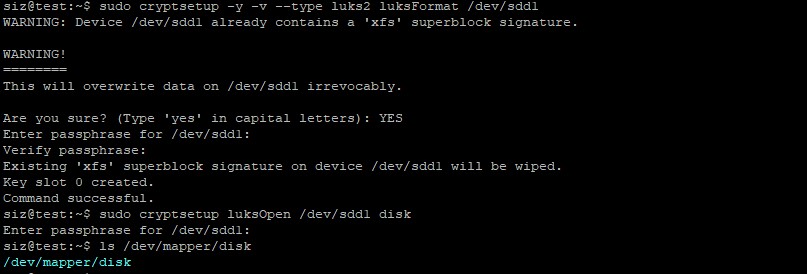 siz@test:~$ sudo cryptsetup -y -v --type luks2 luksFormat /dev/sdd1
WARNING: Device /dev/sdd1 already contains a 'xfs' superblock signature.
WARNING!
========
This will overwrite data on /dev/sdd1 irrevocably.
Are you sure? (Type 'yes' in capital letters): YES
Enter passphrase for /dev/sdd1:
Verify passphrase:
Existing 'xfs' superblock signature on device /dev/sdd1 will be wiped.
Key slot 0 created.
Command successful.
siz@test:~$ sudo cryptsetup luksOpen /dev/sdd1 disk
Enter passphrase for /dev/sdd1:
siz@test:~$ ls /dev/mapper/disk
/dev/mapper/disk